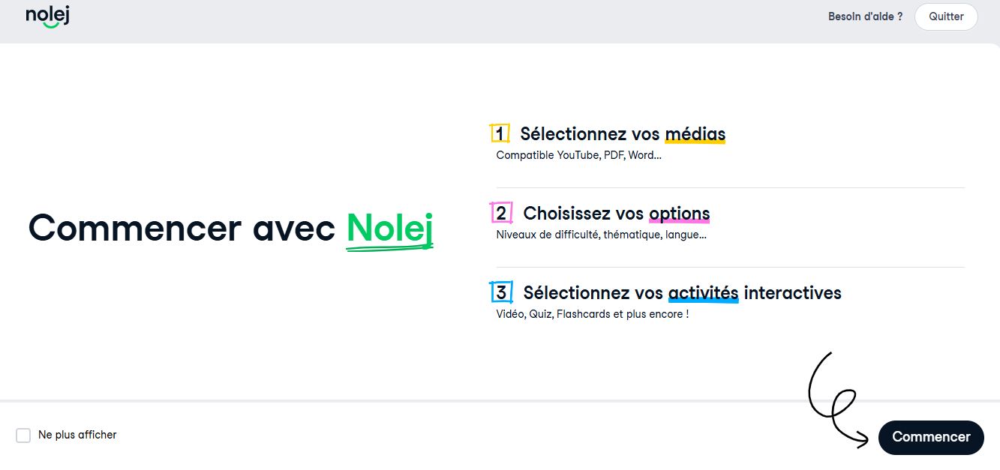 nolej
Besoin d'aide ?
Quitter
Commencer avec Nolej
1 Sélectionnez vos médias
Compatible YouTube, PDF, Word...
2 Choisissez vos options
Niveaux de difficulté, thématique, langue...
3 Sélectionnez vos activités interactives
Vidéo, Quiz, Flashcards et plus encore !
Ne plus afficher
Commencer